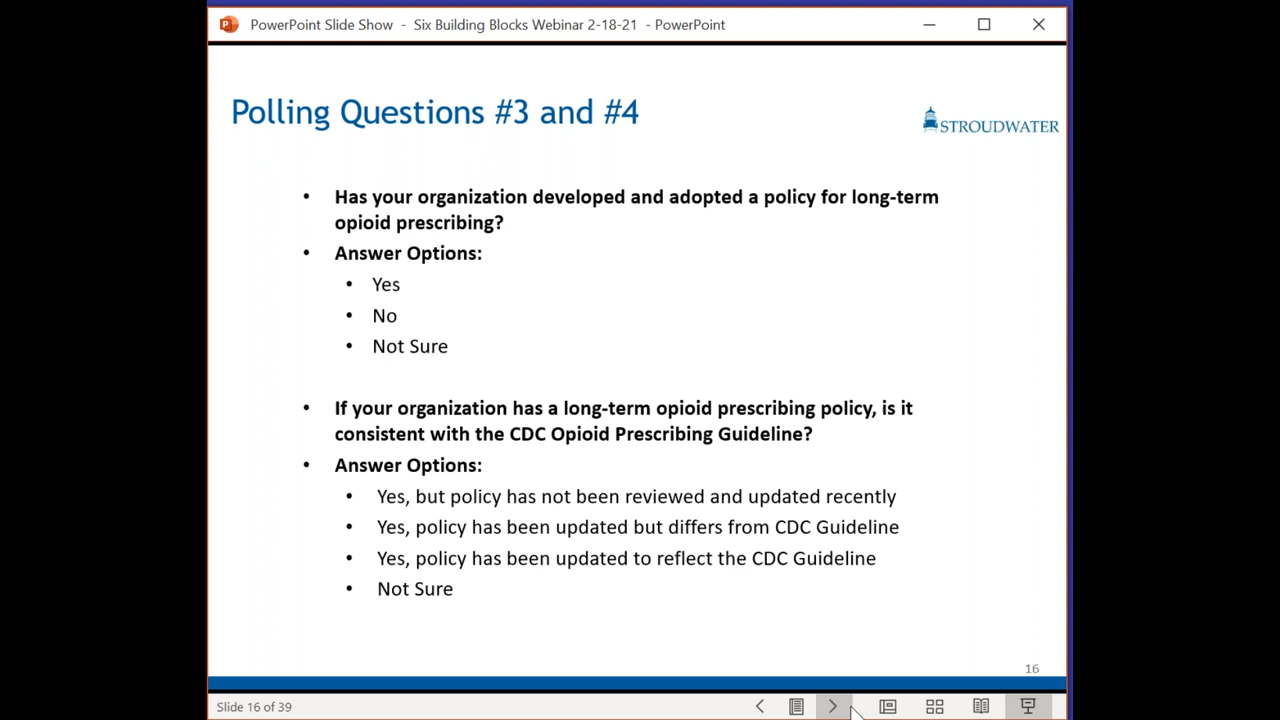 PowerPoint Slide Show - Six Building Blocks Webinar 2-18-21 - PowerPoint
Polling Questions #3 and #4
STROUDWATER
• Has your organization developed and adopted a policy for long-term
opioid prescribing?
• Answer Options:
• Yes
• No
• Not Sure
• If your organization has a long-term opioid prescribing policy, is it
consistent with the CDC Opioid Prescribing Guideline?
• Answer Options:
• Yes, but policy has not been reviewed and updated recently
• Yes, policy has been updated but differs from CDC Guideline
• Yes, policy has been updated to reflect the CDC Guideline
• Not Sure
16
Slide 16 of 39